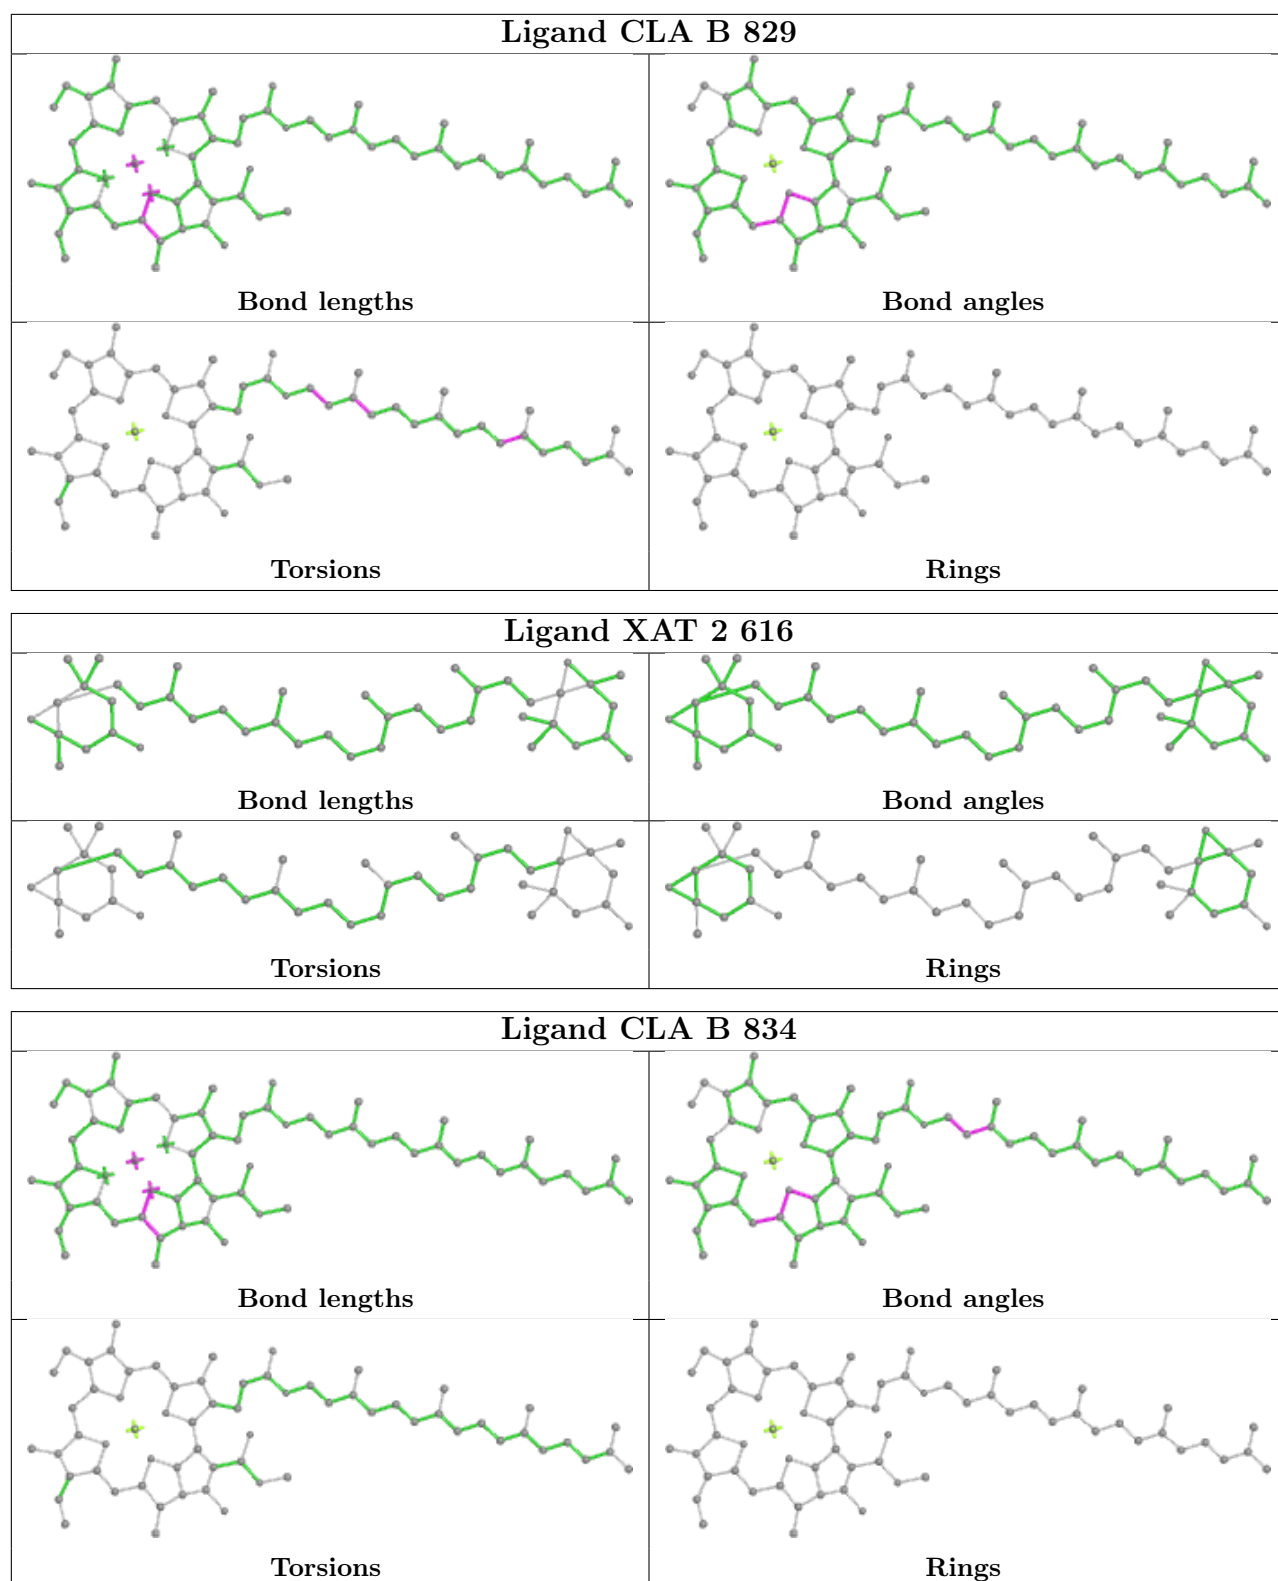 Ligand CLA B 829
Bond lengths
Bond angles
Torsions
Rings
Ligand XAT 2 616
Bond lengths
Bond angles
Torsions
Rings
Ligand CLA B 834
Bond lengths
Bond angles
Torsions
Rings